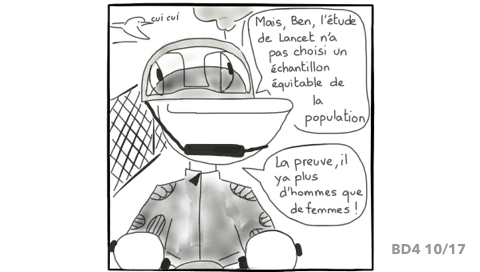 cui cui
Mais, Ben, l'étude
de Lancet n'a
pas choisi un
échantillon
équitable de
la
population
La preuve, il
ya plus
d'hommes que
de femmes !
BD4 10/17